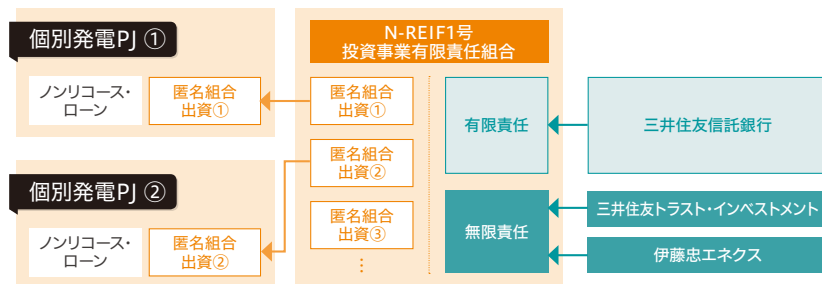 個別発電PJ ①
ノンリコース・
ローン
匿名組合
出資①
個別発電PJ ②
ノンリコース・
ローン
匿名組合
出資②
N-REIF1号
投資事業有限責任組合
匿名組合
出資①
匿名組合
出資②
匿名組合
出資③
⋮
有限責任
無限責任
三井住友信託銀行
三井住友トラスト・インベストメント
伊藤忠エネクス